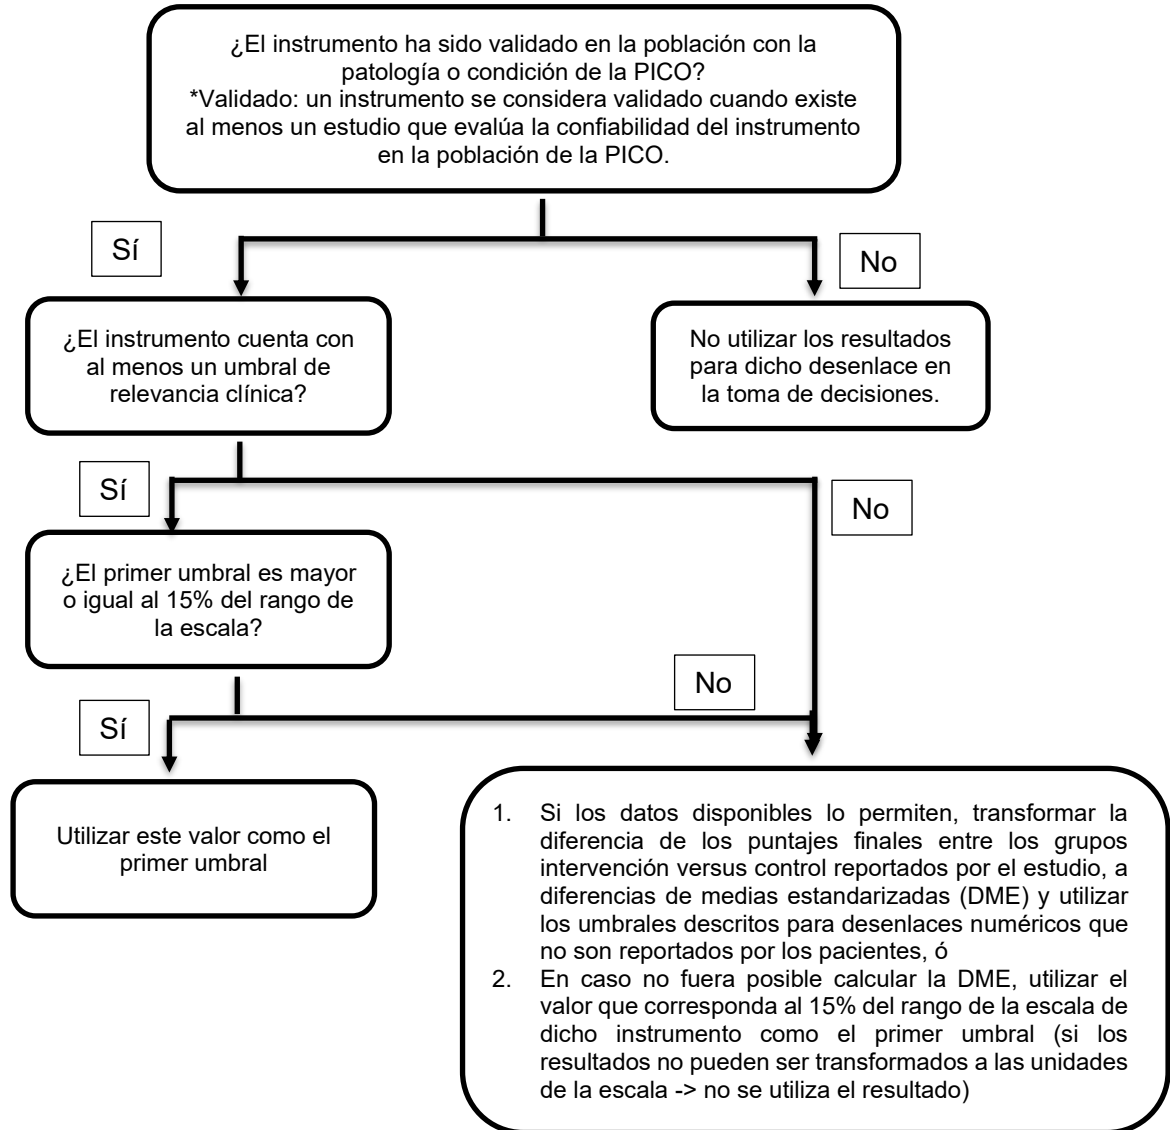 ¿El instrumento ha sido validado en la población con la
patología o condición de la PICO?
*Validado: un instrumento se considera validado cuando existe
al menos un estudio que evalúa la confiabilidad del instrumento
en la población de la PICO.
Sí
No
¿El instrumento cuenta con
al menos un umbral de
relevancia clínica?
No utilizar los resultados
para dicho desenlace en
la toma de decisiones.
Sí
No
¿El primer umbral es mayor
o igual al 15% del rango de
la escala?
No
Sí
Utilizar este valor como el
primer umbral
1. Si los datos disponibles lo permiten, transformar la
diferencia de los puntajes finales entre los grupos
intervención versus control reportados por el estudio, a
diferencias de medias estandarizadas (DME) y utilizar
los umbrales descritos para desenlaces numéricos que
no son reportados por los pacientes, ó
2. En caso no fuera posible calcular la DME, utilizar el
valor que corresponda al 15% del rango de la escala de
dicho instrumento como el primer umbral (si los
resultados no pueden ser transformados a las unidades
de la escala -> no se utiliza el resultado)